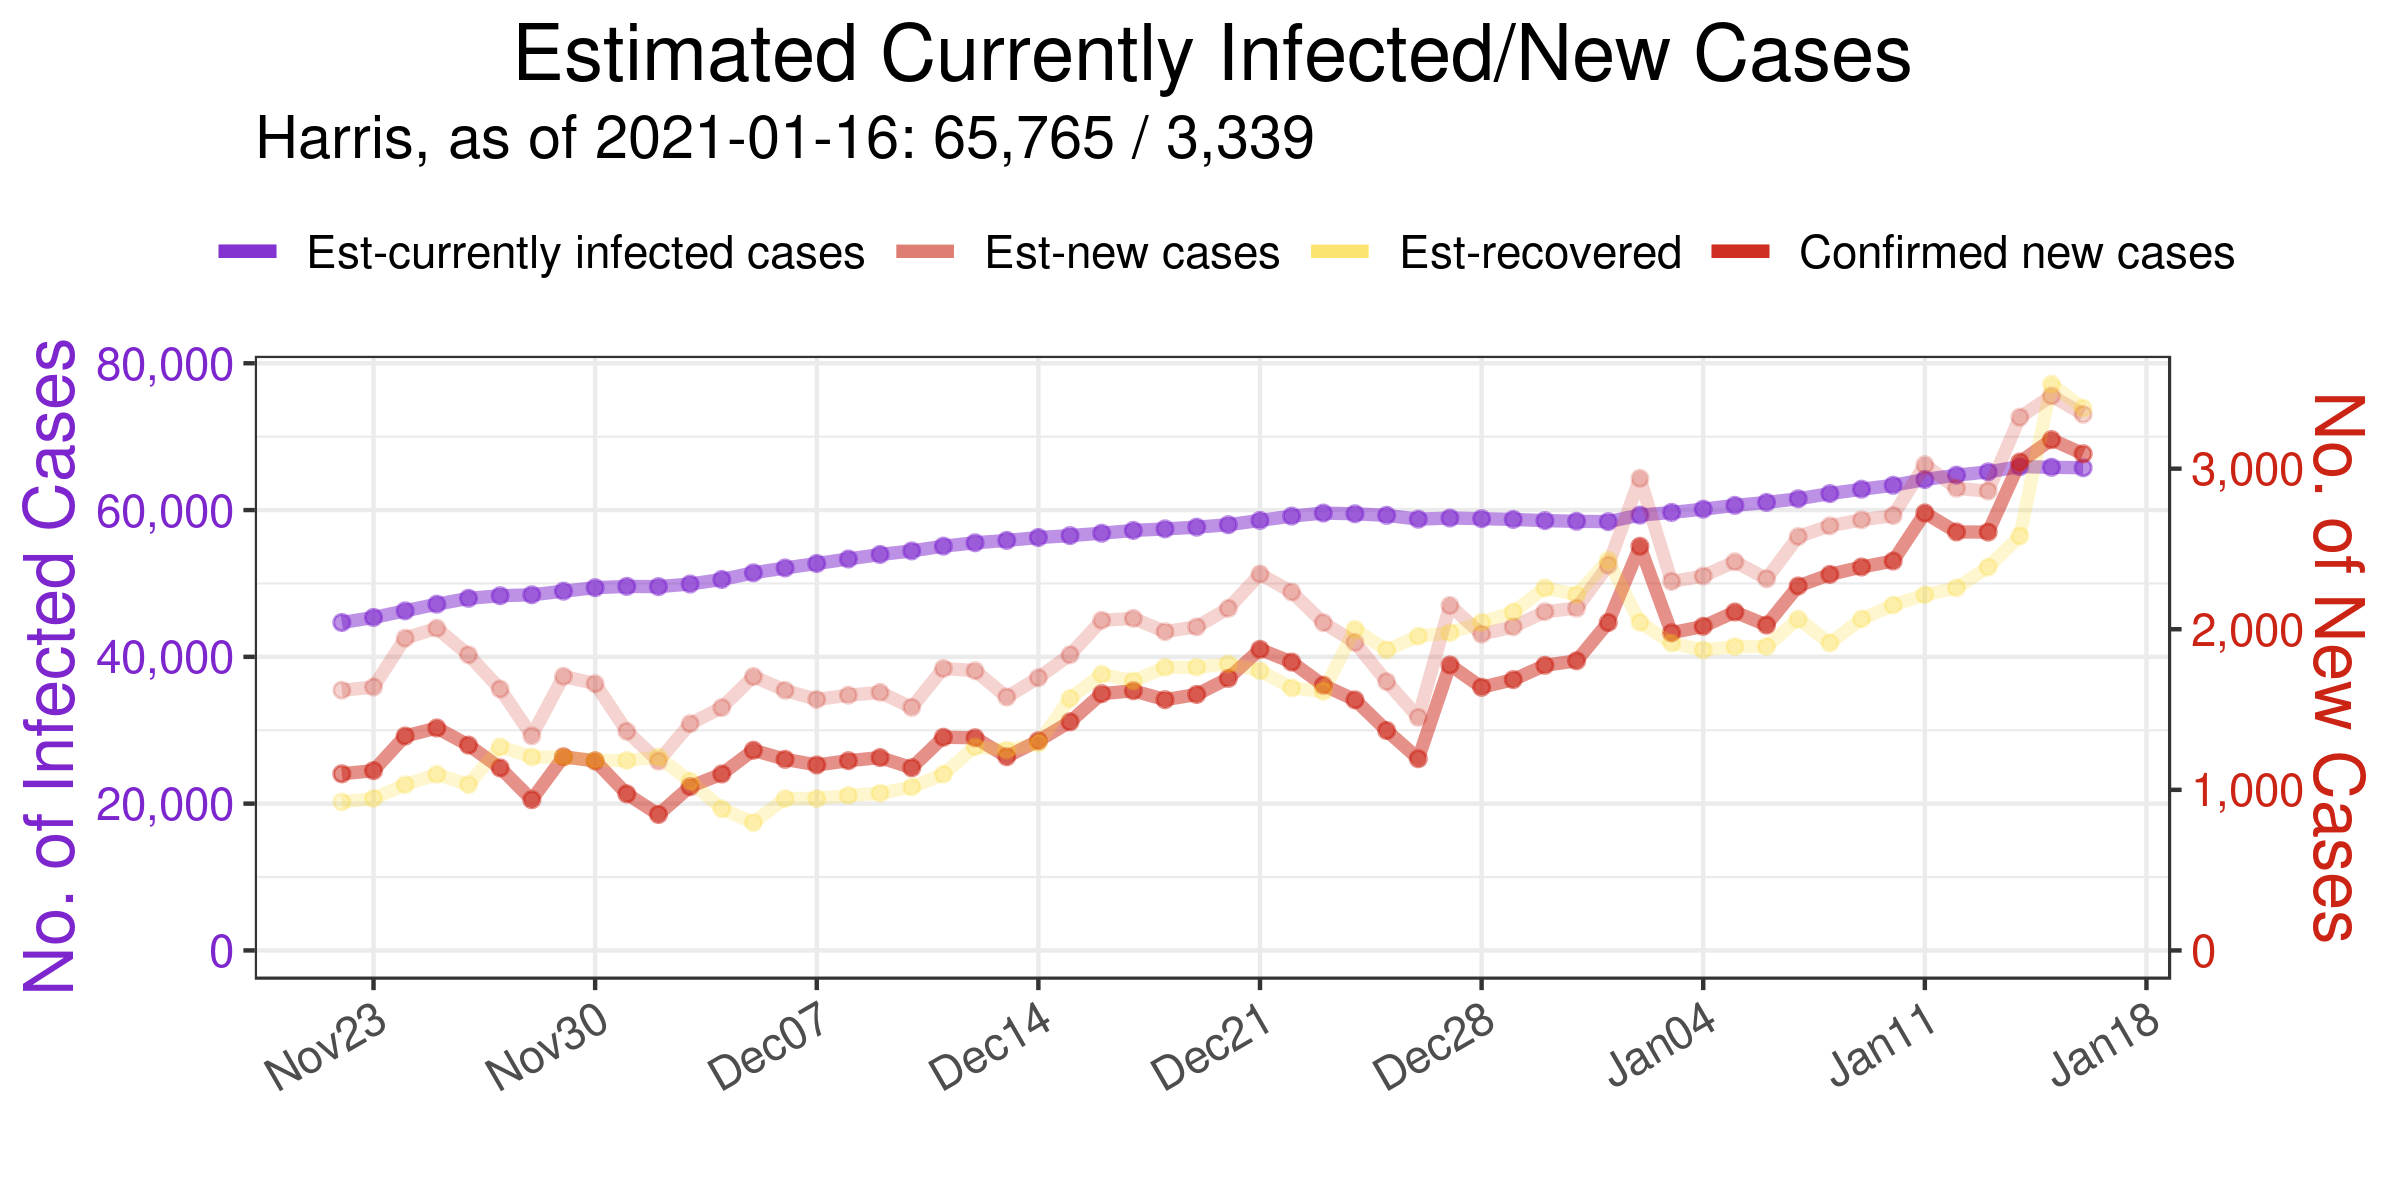 Estimated Currently Infected/New Cases
Harris, as of 2021-01-16: 65,765 / 3,339
Est-currently infected cases Est-new cases Est-recovered Confirmed new cases
No. of Infected Cases
80,000
60,000
40,000
20,000
0
3,000
2,000
1,000
0
No. of New Cases
Nov23 Nov30 Dec07 Dec14 Dec21 Dec28 Jan04 Jan11 Jan18